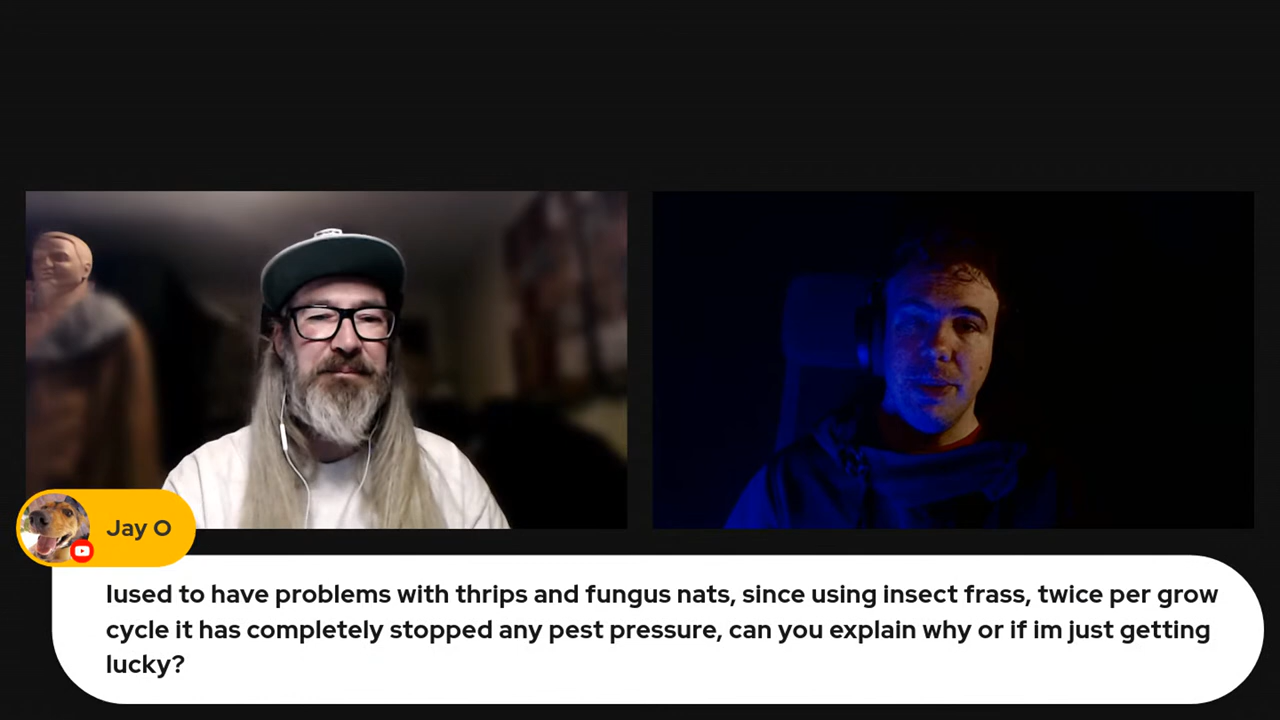 Jay O
Iused to have problems with thrips and fungus nats, since using insect frass, twice per grow
cycle it has completely stopped any pest pressure, can you explain why or if im just getting
lucky?